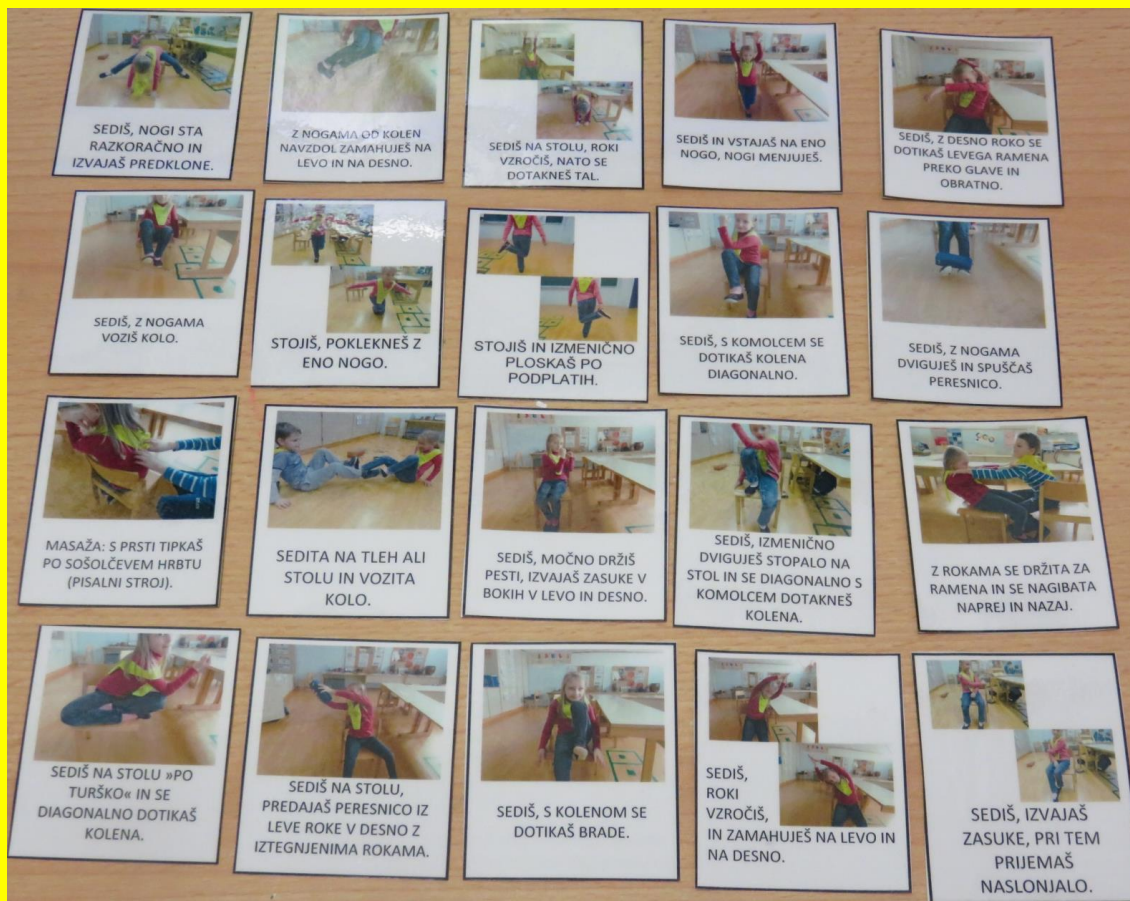 SEDIŠ, NOGI STA
RAZKORAČNO IN
IZVAJAŠ PREDKLONE.
Z NOGAMA OD KOLEN
NAVZDOL ZAMAHUJEŠ NA
LEVO IN NA DESNO.
SEDIŠ NA STOLU, ROKI
VZROČIŠ, NATO SE
DOTAKNEŠ TAL.
SEDIŠ IN VSTAJAŠ NA ENO
NOGO, NOGI MENJUJEŠ.
SEDIŠ, Z DESNO ROKO SE
DOTIKAŠ LEVEGA RAMENA
PREKO GLAVE IN
OBRATNO.
SEDIŠ, Z NOGAMA
VOZIŠ KOLO.
STOJIŠ, POKLEKNEŠ Z
ENO NOGO.
STOJIŠ IN IZMENIČNO
PLOSKAŠ PO
PODPLATIH.
SEDIŠ, S KOMOLCEM SE
DOTIKAŠ KOLENA
DIAGONALNO.
SEDIŠ, Z NOGAMA
DVIGUJEŠ IN SPUŠČAŠ
PERESNICO.
MASAŽA: S PRSTI TIPKAŠ
PO SOŠOLČEVEM HRBTU
(PISALNI STROJ).
SEDITA NA TLEH ALI
STOLU IN VOZITA
KOLO.
SEDIŠ, MOČNO DRŽIŠ
PESTI, IZVAJAŠ ZASUKE V
BOKIH V LEVO IN DESNO.
SEDIŠ, IZMENIČNO
DVIGUJEŠ STOPALO NA
STOL IN SE DIAGONALNO S
KOMOLCEM DOTAKNEŠ
KOLENA.
Z ROKAMA SE DRŽITA ZA
RAMENA IN SE NAGIBATA
NAPREJ IN NAZAJ.
SEDIŠ NA STOLU »PO
TURŠKO« IN SE
DIAGONALNO DOTIKAŠ
KOLENA.
SEDIŠ NA STOLU,
PREDAJAŠ PERESNICO IZ
LEVE ROKE V DESNO Z
IZTEGNJENIMA ROKAMA.
SEDIŠ, S KOLENOM SE
DOTIKAŠ BRADE.
SEDIŠ,
ROKI
VZROČIŠ,
IN ZAMAHUJEŠ NA LEVO IN
NA DESNO.
SEDIŠ, IZVAJAŠ
ZASUKE, PRI TEM
PRIJEMAŠ
NASLONJALO.